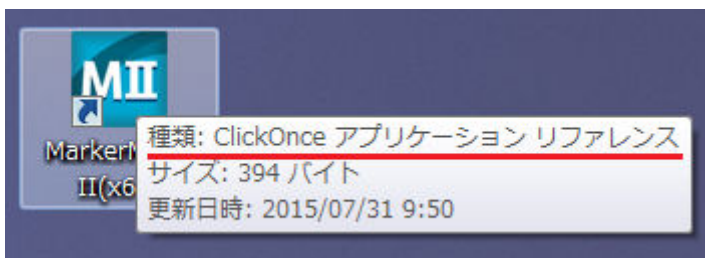 MII
種類: ClickOnce アプリケーション リファレンス
サイズ: 394 バイト
更新日時: 2015/07/31 9:50
II(x6